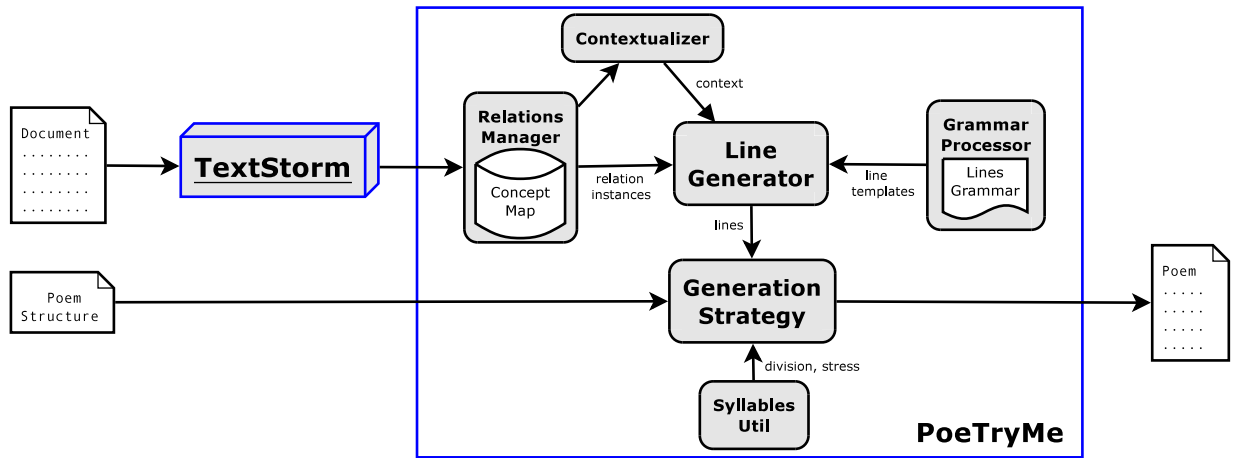 Contextualizer
context
Document
........
........
........
........
TextStorm
Relations
Manager
Concept
Map
relation
instances
Line
Generator
line
templates
Grammar
Processor
Lines
Grammar
lines
Poem
Structure
Generation
Strategy
Poem
.....
.....
.....
.....
division, stress
Syllables
Util
PoeTryMe